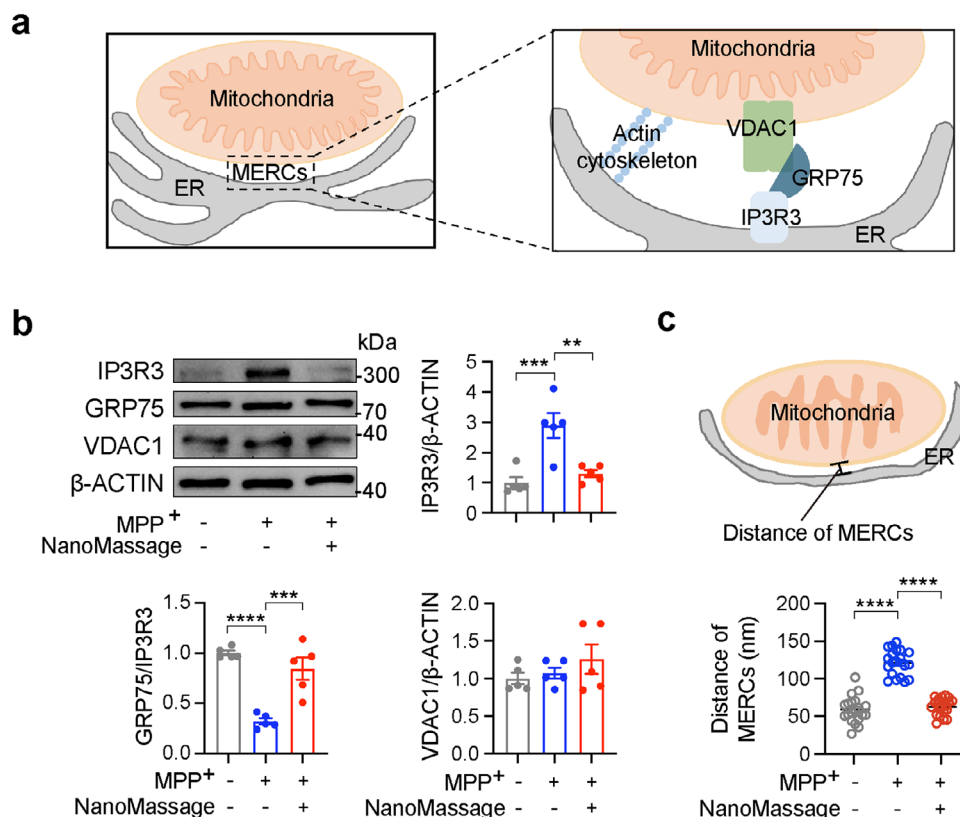 a
Mitochondria
MERCs
ER
Mitochondria
Actin
cytoskeleton
VDAC1
GRP75
IP3R3
ER
b
kDa
IP3R3
-300
GRP75
-70
VDAC1
-40
β-ACTIN
-40
MPP+ - + +
NanoMassage - - +
IP3R3/β-ACTIN
5
4
3
2
1
0
*** **
GRP75/IP3R3
1.5
1.0
0.5
0.0
**** ***
MPP+ - + +
NanoMassage - - +
VDAC1/β-ACTIN
2.0
1.5
1.0
0.5
0.0
MPP+ - + +
NanoMassage - - +
c
Mitochondria
ER
Distance of MERCs
Distance of
MERCs (nm)
200
150
100
50
0
**** ****
MPP+ - + +
NanoMassage - - +